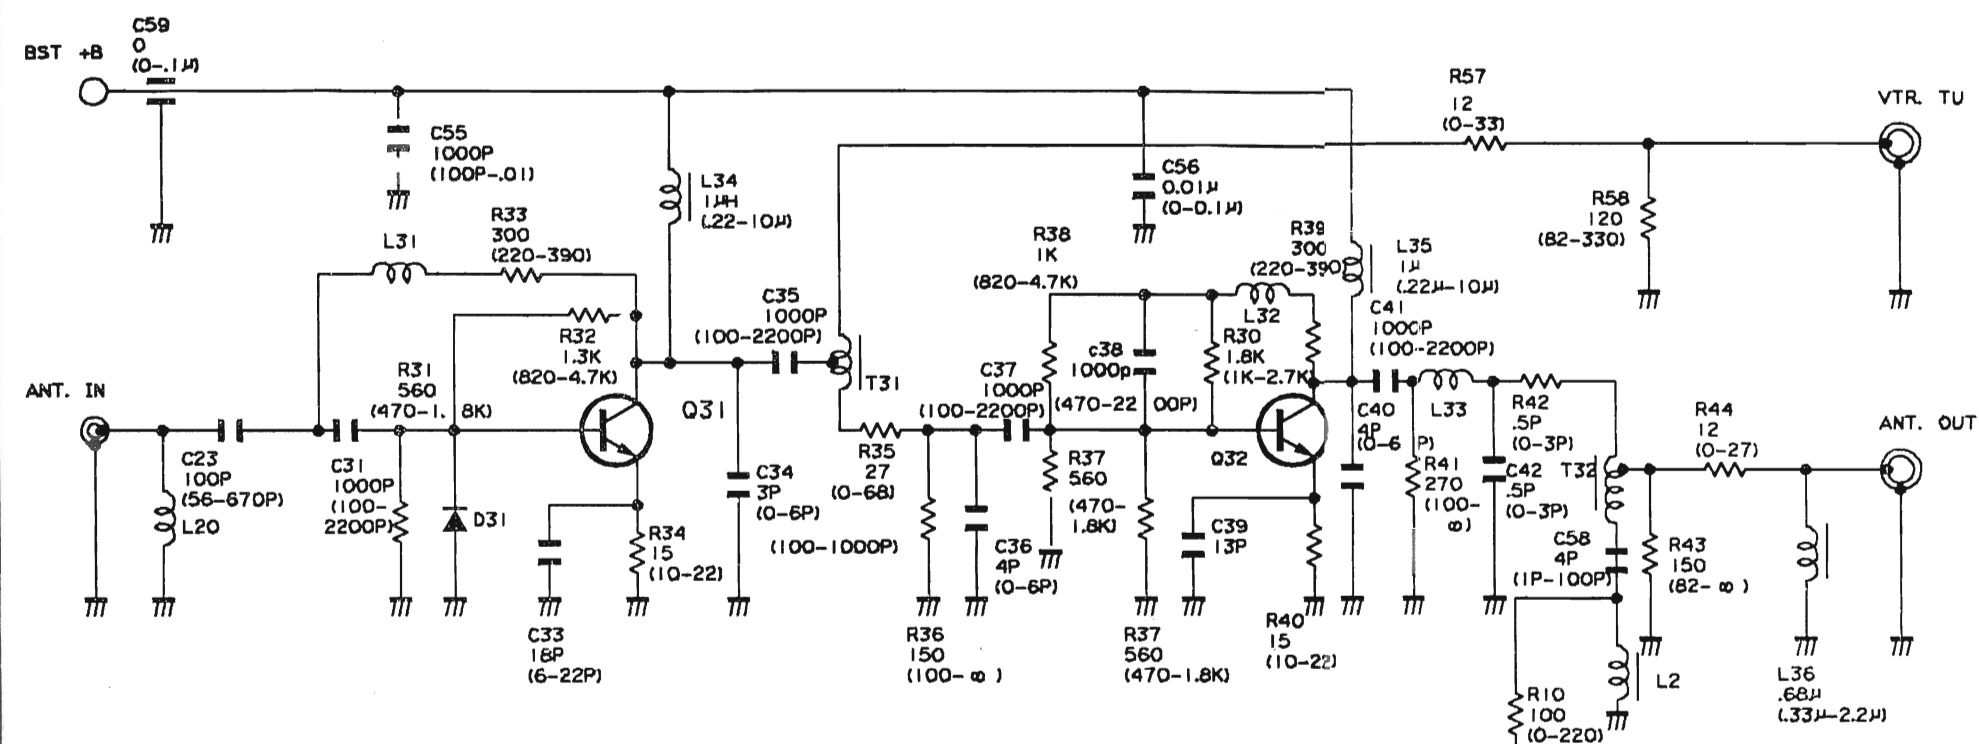 BST +B
C59
0
(0-.1μ)
C55
1000P
(100P-.01)
L34
1μH
(.22-10μ)
C56
0.01μ
(0-0.1μ)
R57
12
(0-33)
VTR. TU
R58
120
(82-330)
L31
R33
300
(220-390)
R32
1.3K
(820-4.7K)
C35
1000P
(100-2200P)
T31
R38
1K
(820-4.7K)
R39
300
(220-390)
L32
L35
1μ
(.22μ-10μ)
C41
1000P
(100-2200P)
ANT. IN
R31
560
(470-1.8K)
Q31
C37
1000P
(100-2200P)
c38
1000p
(470-2200P)
R30
1.8K
(1K-2.7K)
Q32
C40
4P
(0-6P)
L33
R42
.5P
(0-3P)
R44
12
(0-27)
ANT. OUT
C23
100P
(56-670P)
L20
C31
1000P
(100-
2200P)
D31
R34
15
(10-22)
C34
3P
(0-6P)
R35
27
(0-68)
(100-1000P)
C36
4P
(0-6P)
R37
560
(470-
1.8K)
C39
13P
R41
270
(100-
∞)
C42
.5P
(0-3P)
T32
C58
4P
(1P-100P)
R43
150
(82-∞)
C33
18P
(6-22P)
R36
150
(100-∞)
R37
560
(470-1.8K)
R40
15
(10-22)
R10
100
(0-220)
L2
L36
.68μ
(.33μ-2.2μ)